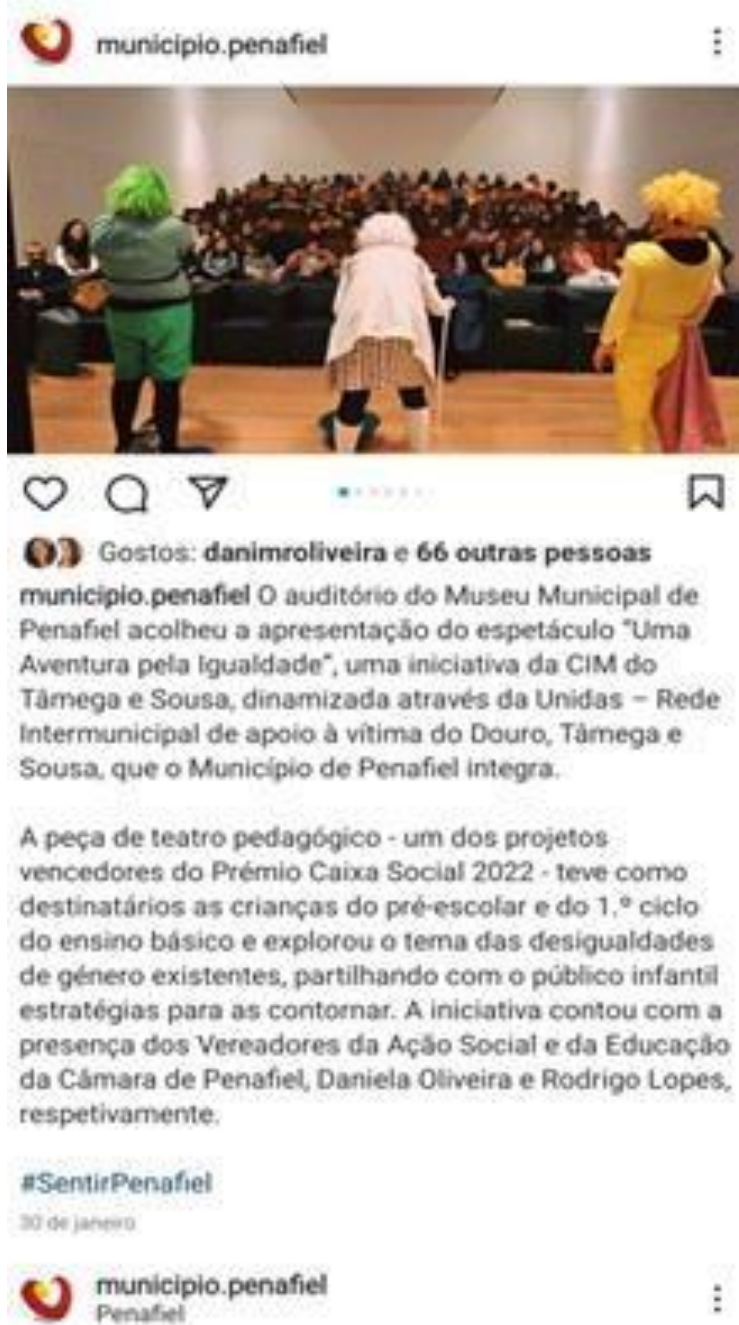 municipio.penafiel
Gostos: danimroliveira e 66 outras pessoas
municipio.penafiel O auditório do Museu Municipal de
Penafiel acolheu a apresentação do espetáculo "Uma
Aventura pela Igualdade", uma iniciativa da CIM do
Tâmega e Sousa, dinamizada através da Unidas – Rede
Intermunicipal de apoio à vítima do Douro, Tâmega e
Sousa, que o Município de Penafiel integra.
A peça de teatro pedagógico - um dos projetos
vencedores do Prémio Caixa Social 2022 - teve como
destinatários as crianças do pré-escolar e do 1.º ciclo
do ensino básico e explorou o tema das desigualdades
de género existentes, partilhando com o público infantil
estratégias para as contornar. A iniciativa contou com a
presença dos Vereadores da Ação Social e da Educação
da Câmara de Penafiel, Daniela Oliveira e Rodrigo Lopes,
respetivamente.
#SentirPenafiel
30 de janeiro
municipio.penafiel
Penafiel